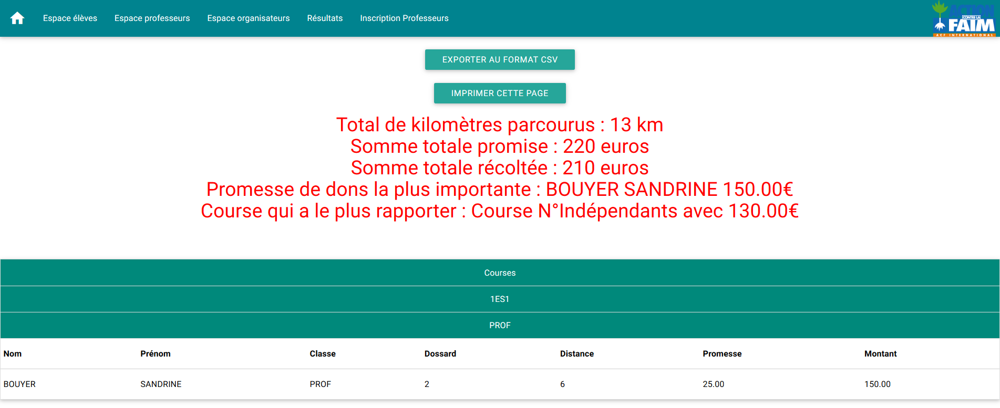 Espace élèves Espace professeurs Espace organisateurs Résultats Inscription Professeurs
ACTION
CONTRE LA
FAIM
ACF INTERNATIONAL
EXPORTER AU FORMAT CSV
IMPRIMER CETTE PAGE
Total de kilomètres parcourus : 13 km
Somme totale promise : 220 euros
Somme totale récoltée : 210 euros
Promesse de dons la plus importante : BOUYER SANDRINE 150.00€
Course qui a le plus rapporter : Course N°Indépendants avec 130.00€
Courses
1ES1
PROF
Nom Prénom Classe Dossard Distance Promesse Montant
BOUYER SANDRINE PROF 2 6 25.00 150.00